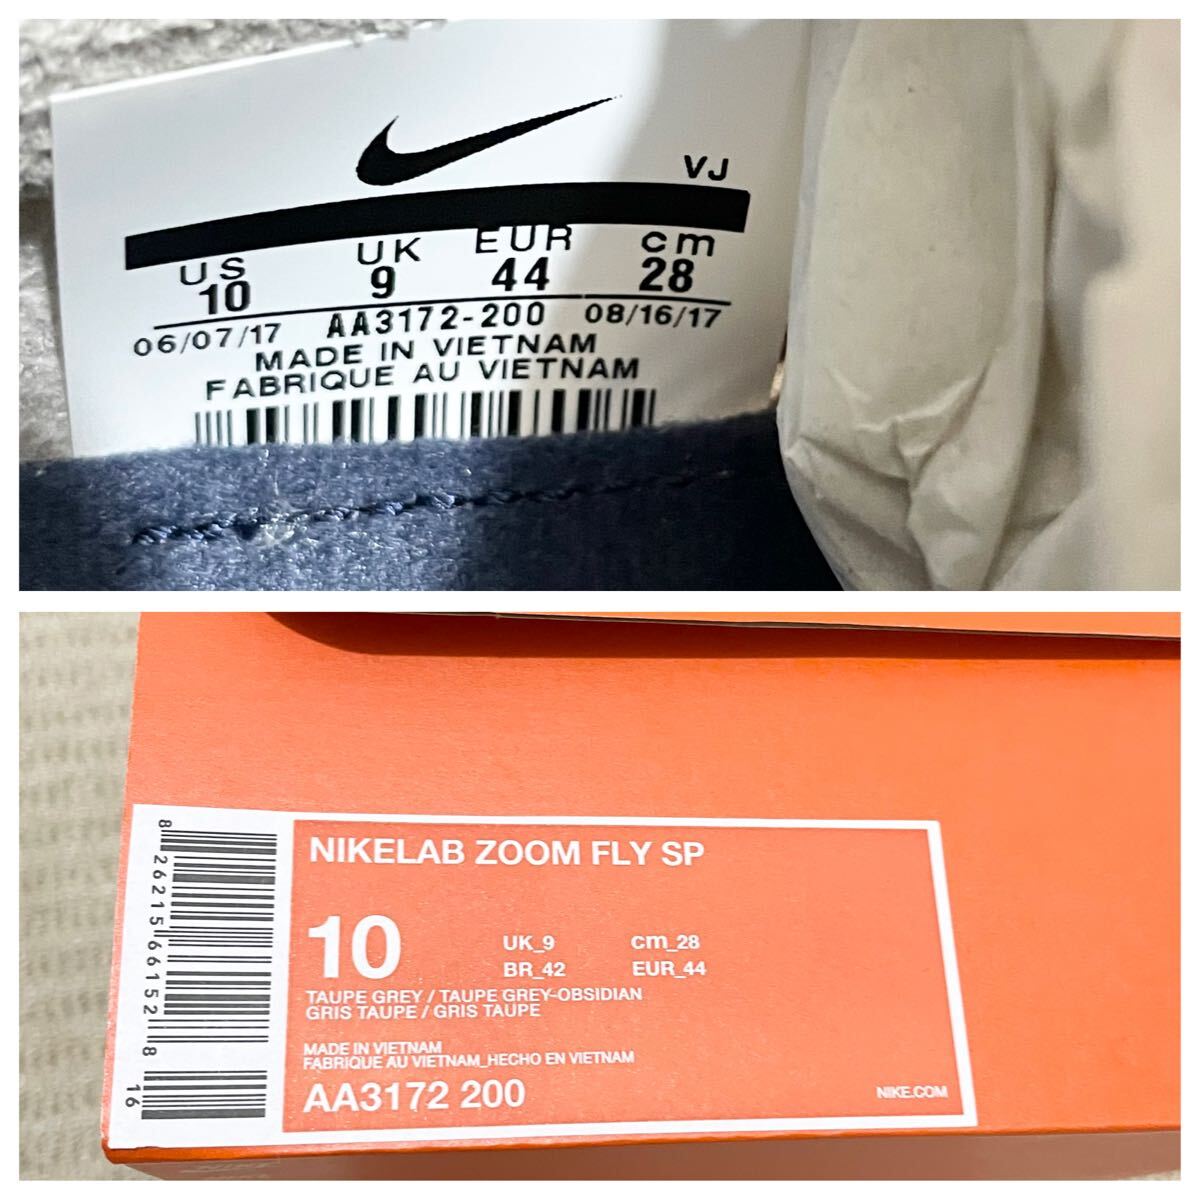 VJ
US UK EUR cm
10 9 44 28
06/07/17 AA3172-200 08/16/17
MADE IN VIETNAM
FABRIQUE AU VIETNAM
8 26215 66152 8
16
NIKELAB ZOOM FLY SP
10
UK_9 cm_28
BR_42 EUR_44
TAUPE GREY / TAUPE GREY-OBSIDIAN
GRIS TAUPE / GRIS TAUPE
MADE IN VIETNAM
FABRIQUE AU VIETNAM_HECHO EN VIETNAM
AA3172 200
NIKE.COM